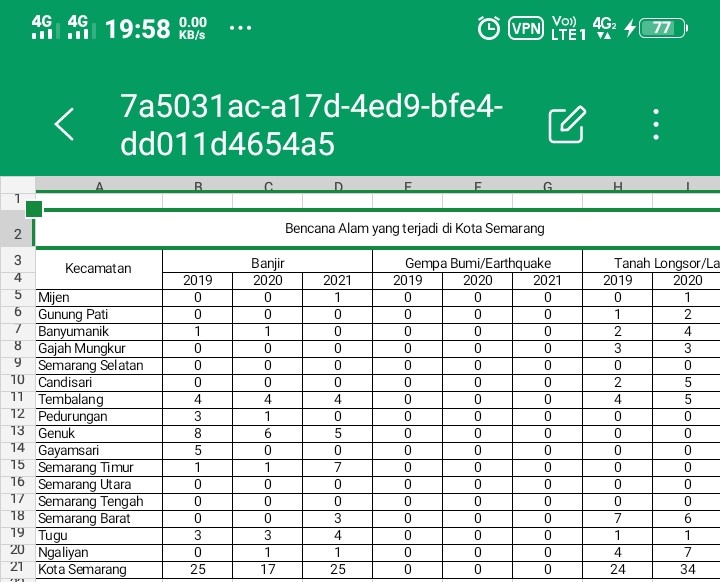 4G 4G 19:58 0.00 KB/s ... VPN Vo)) LTE1 4G2 77
7a5031ac-a17d-4ed9-bfe4-
dd011d4654a5
A B C D E F G H I
1
2 Bencana Alam yang terjadi di Kota Semarang
3 Kecamatan Banjir Gempa Bumi/Earthquake Tanah Longsor/La
4 2019 2020 2021 2019 2020 2021 2019 2020
5 Mijen 0 0 1 0 0 0 0 1
6 Gunung Pati 0 0 0 0 0 0 1 2
7 Banyumanik 1 1 0 0 0 0 2 4
8 Gajah Mungkur 0 0 0 0 0 0 3 3
9 Semarang Selatan 0 0 0 0 0 0 0 0
10 Candisari 0 0 0 0 0 0 2 5
11 Tembalang 4 4 4 0 0 0 4 5
12 Pedurungan 3 1 0 0 0 0 0 0
13 Genuk 8 6 5 0 0 0 0 0
14 Gayamsari 5 0 0 0 0 0 0 0
15 Semarang Timur 1 1 7 0 0 0 0 0
16 Semarang Utara 0 0 0 0 0 0 0 0
17 Semarang Tengah 0 0 0 0 0 0 0 0
18 Semarang Barat 0 0 3 0 0 0 7 6
19 Tugu 3 3 4 0 0 0 1 1
20 Ngaliyan 0 1 1 0 0 0 4 7
21 Kota Semarang 25 17 25 0 0 0 24 34